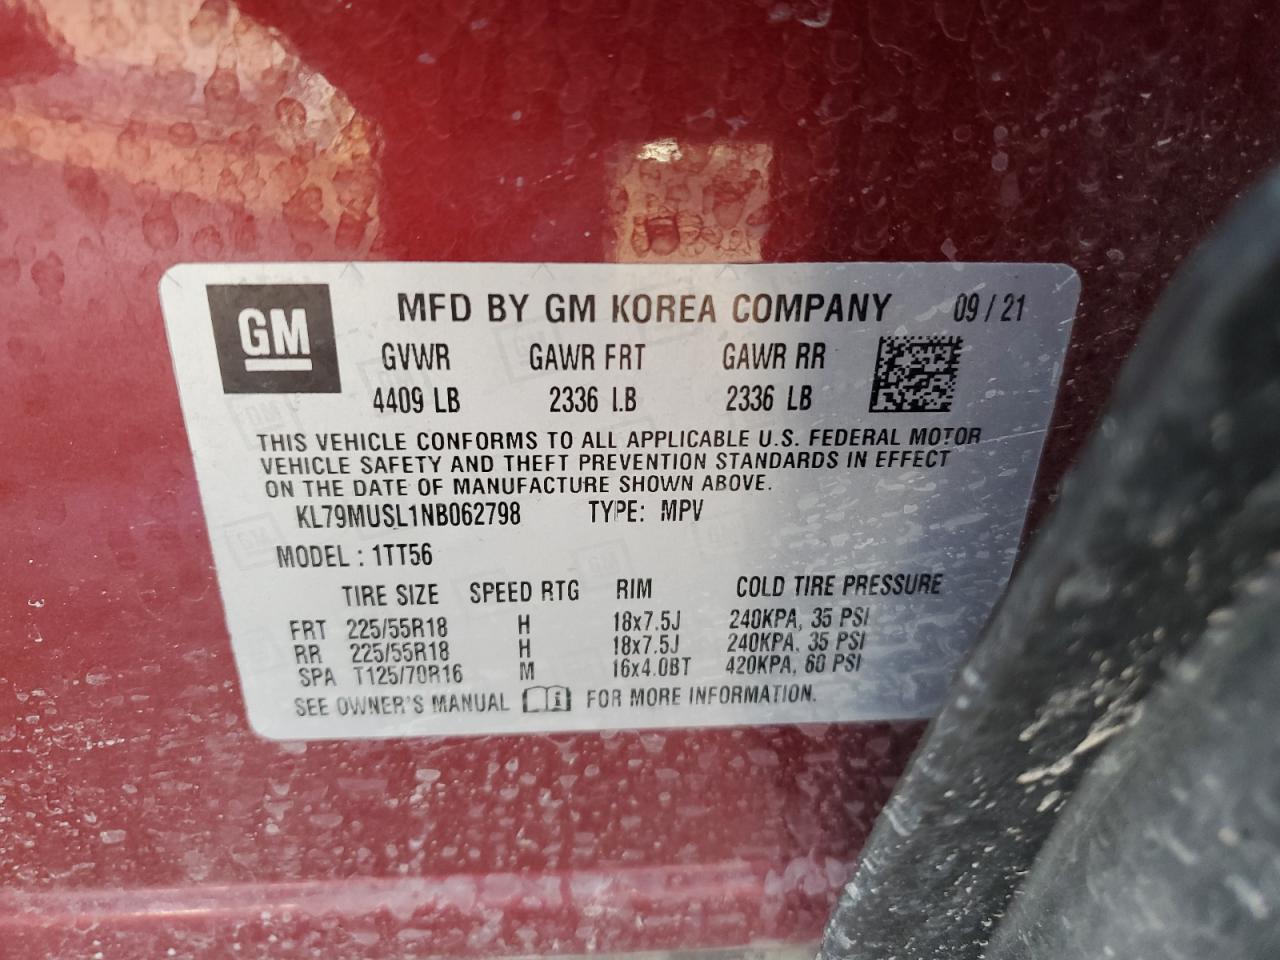 GM
MFD BY GM KOREA COMPANY 09/21
GVWR GAWR FRT GAWR RR
4409 LB 2336 LB 2336 LB
THIS VEHICLE CONFORMS TO ALL APPLICABLE U.S. FEDERAL MOTOR
VEHICLE SAFETY AND THEFT PREVENTION STANDARDS IN EFFECT
ON THE DATE OF MANUFACTURE SHOWN ABOVE.
KL79MUSL1NB062798 TYPE: MPV
MODEL : 1TT56
TIRE SIZE SPEED RTG RIM COLD TIRE PRESSURE
FRT 225/55R18 H 18x7.5J 240KPA, 35 PSI
RR 225/55R18 H 18x7.5J 240KPA, 35 PSI
SPA T125/70R16 M 16x4.0BT 420KPA, 60 PSI
SEE OWNER'S MANUAL FOR MORE INFORMATION.